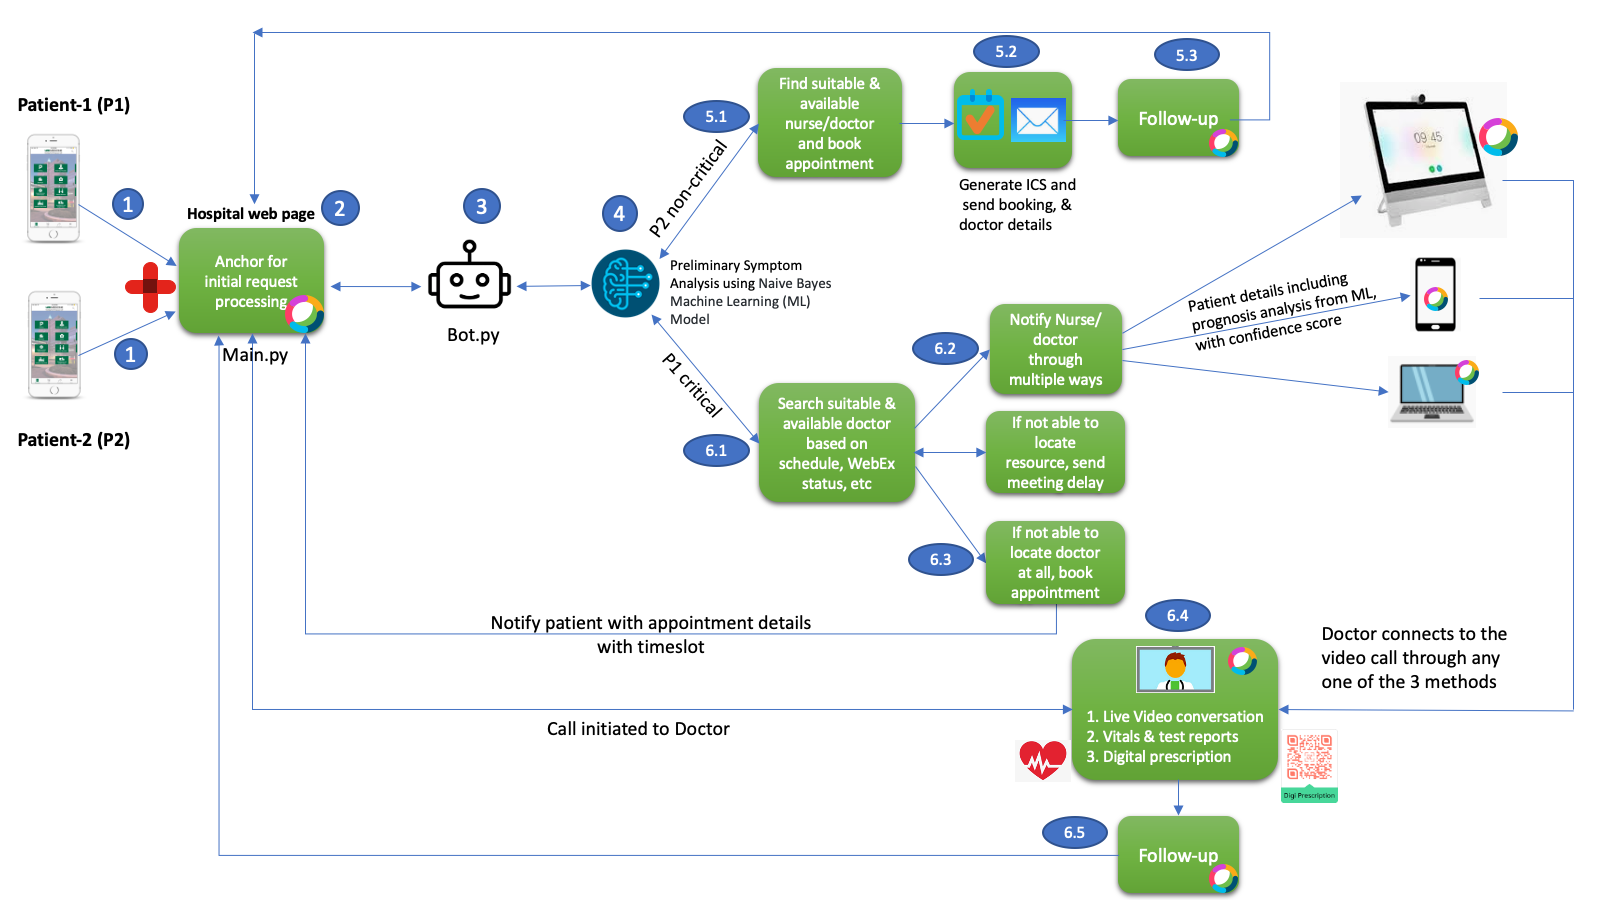 Patient-1 (P1)
1
Hospital web page
2
Anchor for
initial request
processing
Main.py
1
Patient-2 (P2)
3
Bot.py
4
Preliminary Symptom
Analysis using Naive Bayes
Machine Learning (ML)
Model
P2 non-critical
5.1
Find suitable &
available
nurse/doctor
and book
appointment
5.2
Generate ICS and
send booking, &
doctor details
5.3
Follow-up
P1 critical
6.1
Search suitable &
available doctor
based on
schedule, WebEx
status, etc
6.2
Notify Nurse/
doctor
through
multiple ways
If not able to
locate
resource, send
meeting delay
6.3
If not able to
locate doctor
at all, book
appointment
Patient details including
prognosis analysis from ML,
with confidence score
09:45
Notify patient with appointment details
with timeslot
Call initiated to Doctor
6.4
1. Live Video conversation
2. Vitals & test reports
3. Digital prescription
Doctor connects to the
video call through any
one of the 3 methods
Digi Prescription
6.5
Follow-up